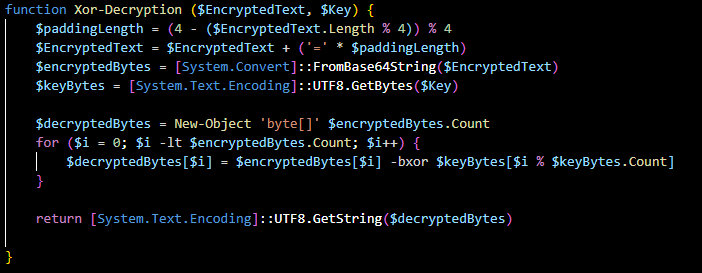 function Xor-Decryption ($EncryptedText, $Key) {
    $paddingLength = (4 - ($EncryptedText.Length % 4)) % 4
    $EncryptedText = $EncryptedText + ('=' * $paddingLength)
    $encryptedBytes = [System.Convert]::FromBase64String($EncryptedText)
    $keyBytes = [System.Text.Encoding]::UTF8.GetBytes($Key)

    $decryptedBytes = New-Object 'byte[]' $encryptedBytes.Count
    for ($i = 0; $i -lt $encryptedBytes.Count; $i++) {
        $decryptedBytes[$i] = $encryptedBytes[$i] -bxor $keyBytes[$i % $keyBytes.Count]
    }

    return [System.Text.Encoding]::UTF8.GetString($decryptedBytes)

}